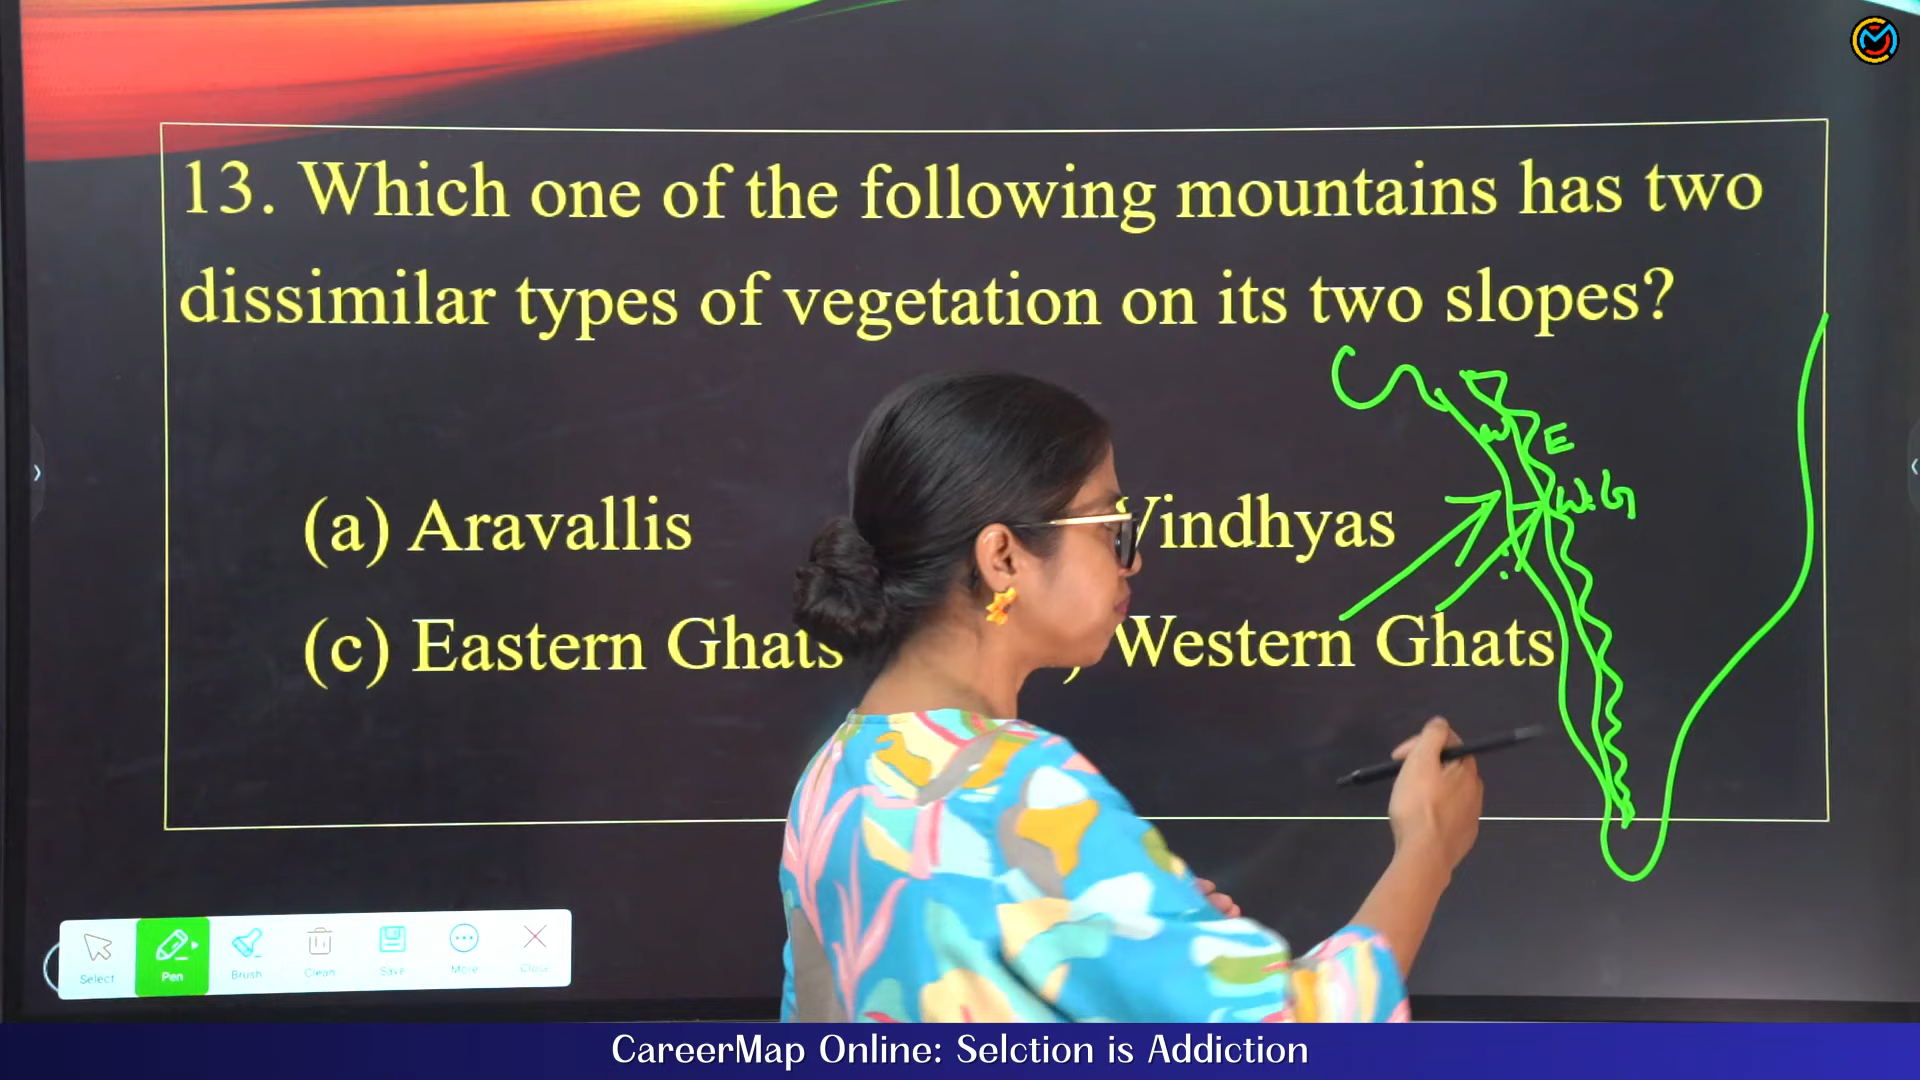 13. Which one of the following mountains has two
dissimilar types of vegetation on its two slopes?
(a) Aravallis
Vindhyas
(c) Eastern Ghats
Western Ghats
W
E
W.G
Select
Pen
Brush
Clean
Save
More
Close
CareerMap Online: Selction is Addiction